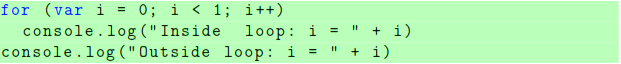 for (var i = 0; i < 1; i++)
  console.log("Inside  loop: i = " + i)
console.log("Outside loop: i = " + i)